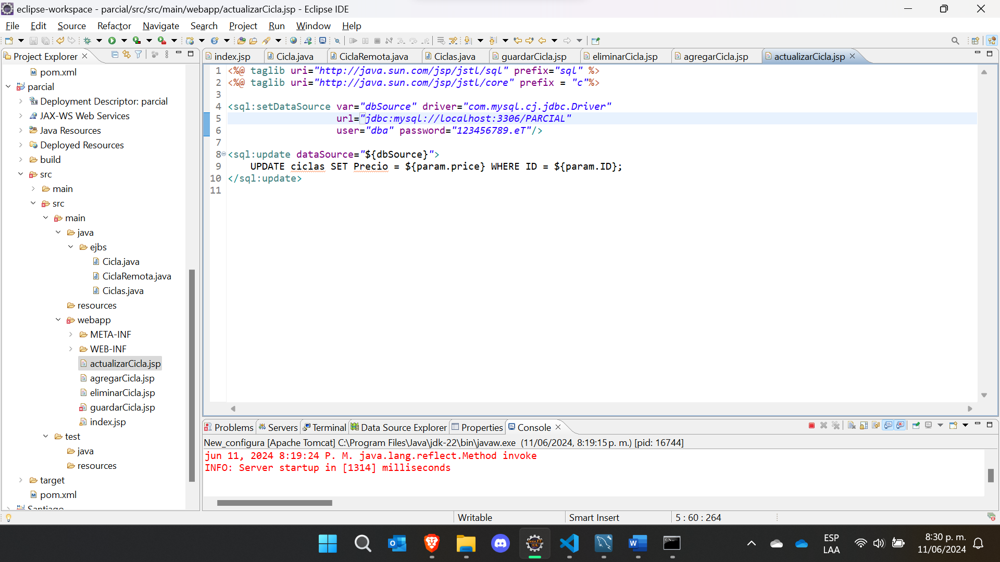 eclipse-workspace - parcial/src/src/main/webapp/actualizarCicla.jsp - Eclipse IDE
File Edit Source Refactor Navigate Search Project Run Window Help
Project Explorer
index.jsp Cicla.java CiclaRemota.java Ciclas.java guardarCicla.jsp eliminarCicla.jsp agregarCicla.jsp actualizarCicla.jsp
pom.xml
parcial
Deployment Descriptor: parcial
JAX-WS Web Services
Java Resources
Deployed Resources
build
src
main
src
main
java
ejbs
Cicla.java
CiclaRemota.java
Ciclas.java
resources
webapp
META-INF
WEB-INF
actualizarCicla.jsp
agregarCicla.jsp
eliminarCicla.jsp
guardarCicla.jsp
index.jsp
test
java
resources
target
pom.xml
Santiago
1 <%@ taglib uri="http://java.sun.com/jsp/jstl/sql" prefix="sql" %>
2 <%@ taglib uri="http://java.sun.com/jsp/jstl/core" prefix = "c"%>
3
4 <sql:setDataSource var="dbSource" driver="com.mysql.cj.jdbc.Driver"
5 url="jdbc:mysql://localhost:3306/PARCIAL"
6 user="dba" password="123456789.eT"/>
7
8 <sql:update dataSource="${dbSource}">
9 UPDATE ciclas SET Precio = ${param.price} WHERE ID = ${param.ID};
10 </sql:update>
11
Problems Servers Terminal Data Source Explorer Properties Console
New_configura [Apache Tomcat] C:\Program Files\Java\jdk-22\bin\javaw.exe (11/06/2024, 8:19:15 p. m.) [pid: 16744]
jun 11, 2024 8:19:24 P. M. java.lang.reflect.Method invoke
INFO: Server startup in [1314] milliseconds
Writable Smart Insert 5 : 60 : 264
ESP
LAA
8:30 p. m.
11/06/2024